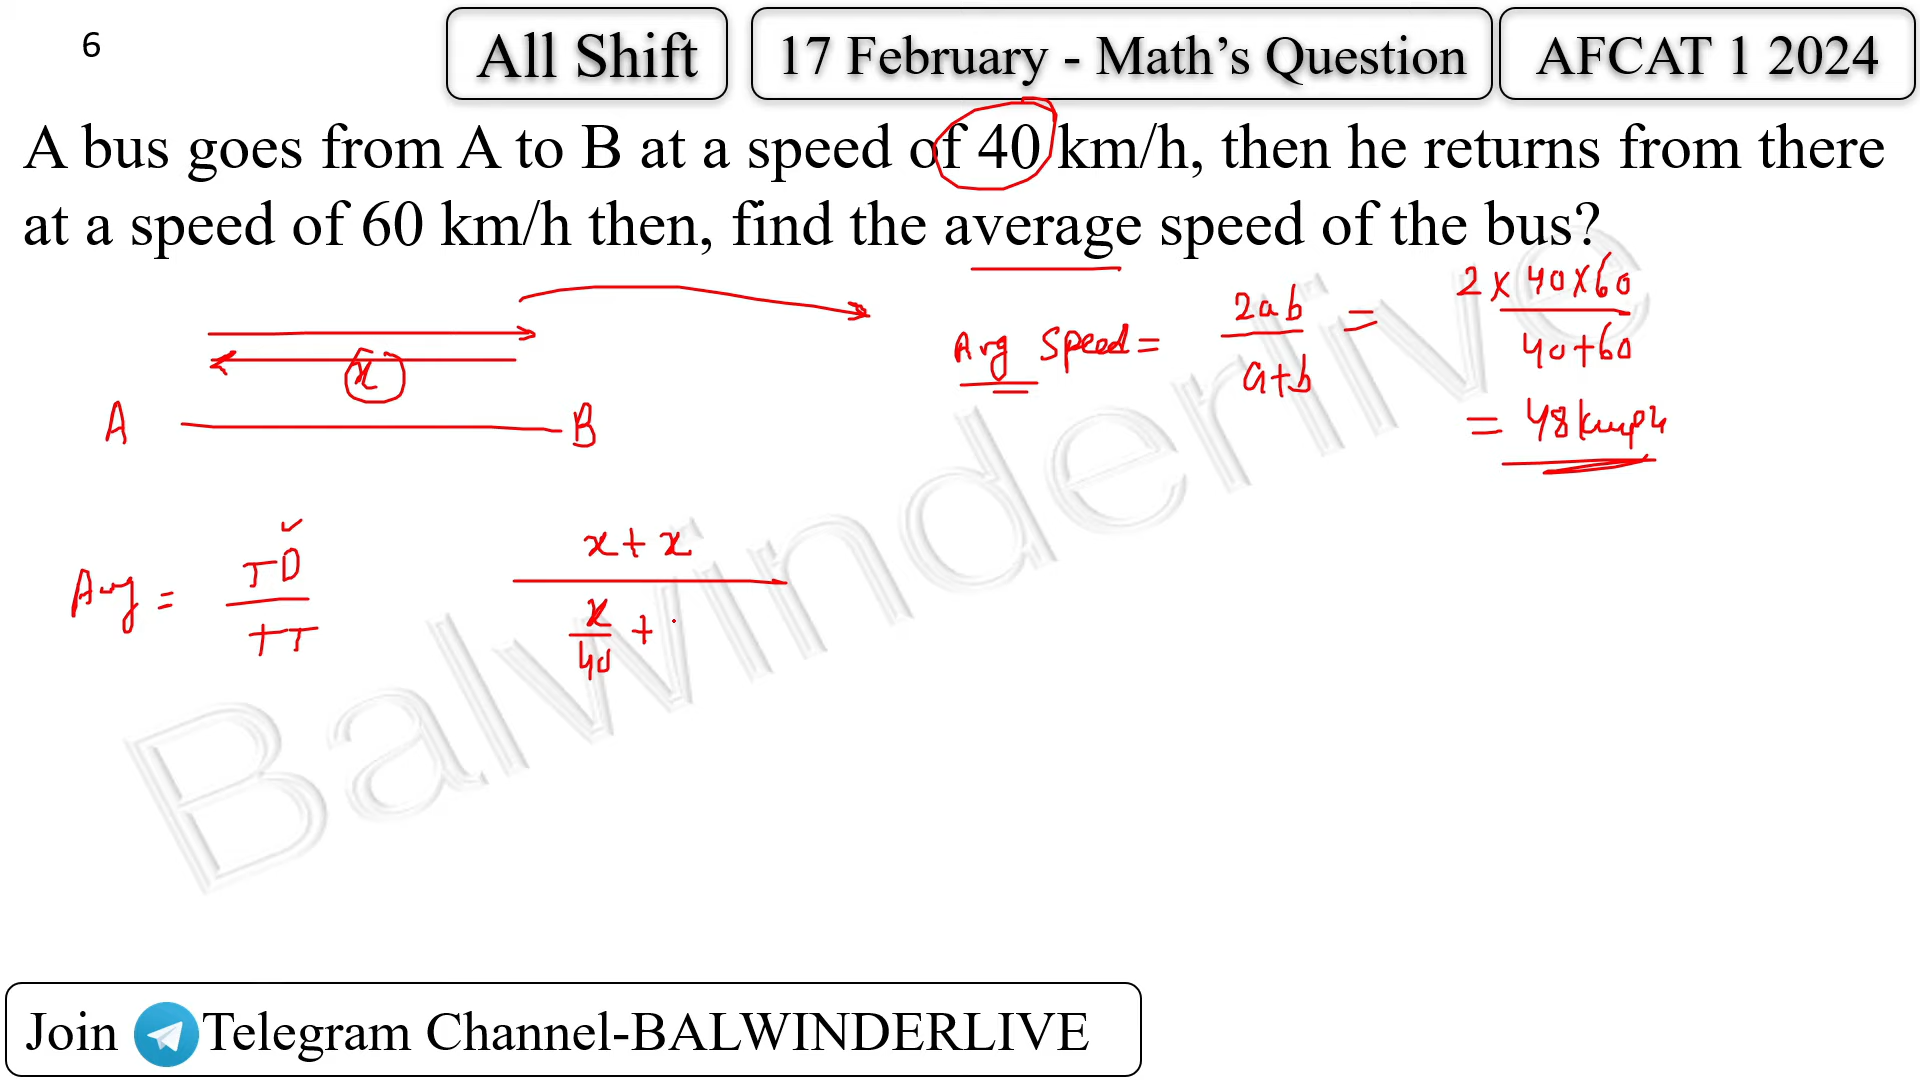 6
All Shift
17 February - Math’s Question
AFCAT 1 2024
A bus goes from A to B at a speed of 40 km/h, then he returns from there
at a speed of 60 km/h then, find the average speed of the bus?
x
A B
Avg Speed = 2ab / a+b = 2 x 40 x 60 / 40+60
= 48 kmph
Avg = TD / TT
x + x
x / 40 +
Balwinderlive
Join Telegram Channel-BALWINDERLIVE